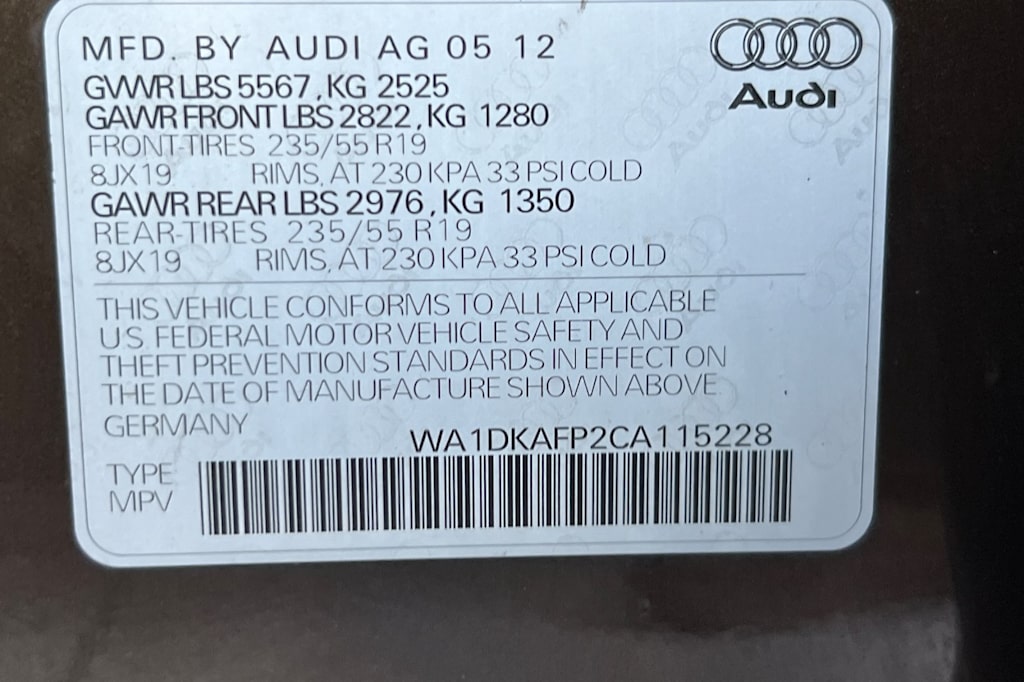 MFD. BY AUDI AG 05 12
Audi
GVWR LBS 5567, KG 2525
GAWR FRONT LBS 2822, KG 1280
FRONT-TIRES 235/55 R19
8JX19 RIMS, AT 230 KPA 33 PSI COLD
GAWR REAR LBS 2976, KG 1350
REAR-TIRES 235/55 R19
8JX19 RIMS, AT 230 KPA 33 PSI COLD
THIS VEHICLE CONFORMS TO ALL APPLICABLE
U.S. FEDERAL MOTOR VEHICLE SAFETY AND
THEFT PREVENTION STANDARDS IN EFFECT ON
THE DATE OF MANUFACTURE SHOWN ABOVE.
GERMANY
WA1DKAFP2CA115228
TYPE
MPV